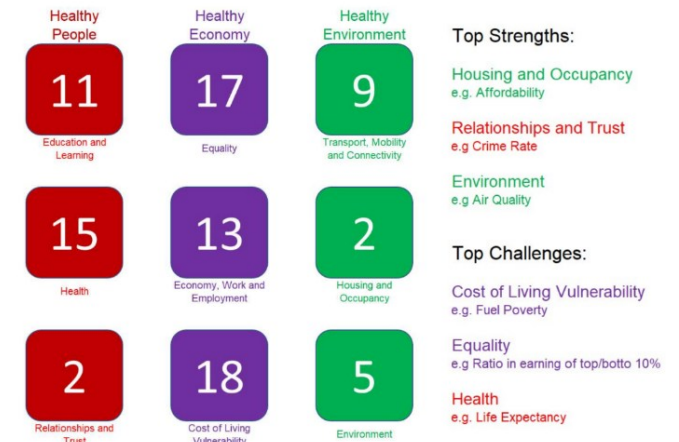 Healthy
People
Healthy
Economy
Healthy
Environment
11
17
9
Education and
Learning
Equality
Transport, Mobility
and Connectivity
15
13
2
Health
Economy, Work and
Employment
Housing and
Occupancy
2
18
5
Relationships and
Trust
Cost of Living
Vulnerability
Environment
Top Strengths:
Housing and Occupancy
e.g. Affordability
Relationships and Trust
e.g Crime Rate
Environment
e.g Air Quality
Top Challenges:
Cost of Living Vulnerability
e.g. Fuel Poverty
Equality
e.g Ratio in earning of top/botto 10%
Health
e.g. Life Expectancy